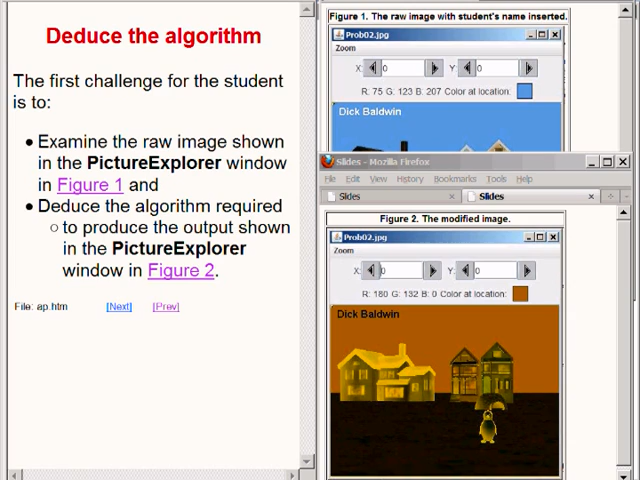 Deduce the algorithm
The first challenge for the student
is to:
Examine the raw image shown
in the PictureExplorer window
in Figure 1 and
Deduce the algorithm required
to produce the output shown
in the PictureExplorer
window in Figure 2.
File: ap.htm [Next] [Prev]
Figure 1. The raw image with student's name inserted.
Prob02.jpg
Zoom
X: 0 Y: 0
R: 75 G: 123 B: 207 Color at location:
Dick Baldwin
Slides - Mozilla Firefox
File Edit View History Bookmarks Tools Help
Slides Slides
Figure 2. The modified image.
Prob02.jpg
Zoom
X: 0 Y: 0
R: 180 G: 132 B: 0 Color at location:
Dick Baldwin